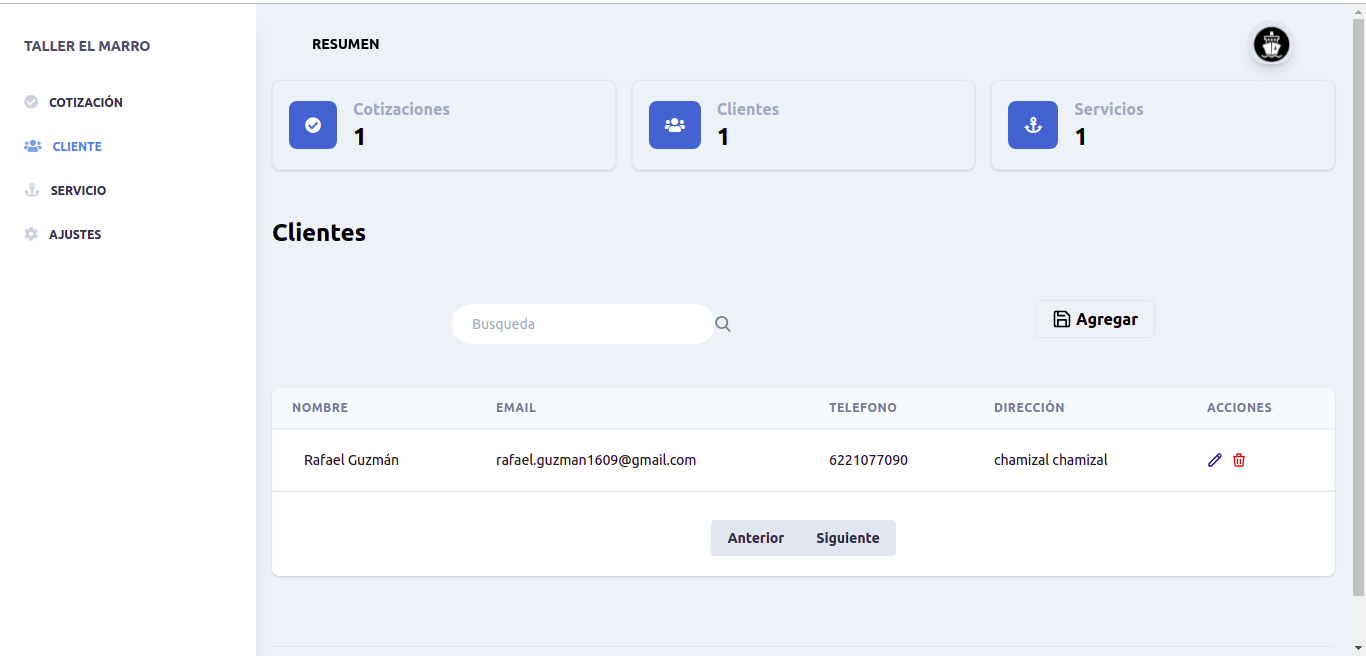 TALLER EL MARRO
COTIZACIÓN
CLIENTE
SERVICIO
AJUSTES
RESUMEN
Cotizaciones
1
Clientes
1
Servicios
1
Clientes
Busqueda
Agregar
NOMBRE EMAIL TELEFONO DIRECCIÓN ACCIONES
Rafael Guzmán rafael.guzman1609@gmail.com 6221077090 chamizal chamizal
Anterior Siguiente